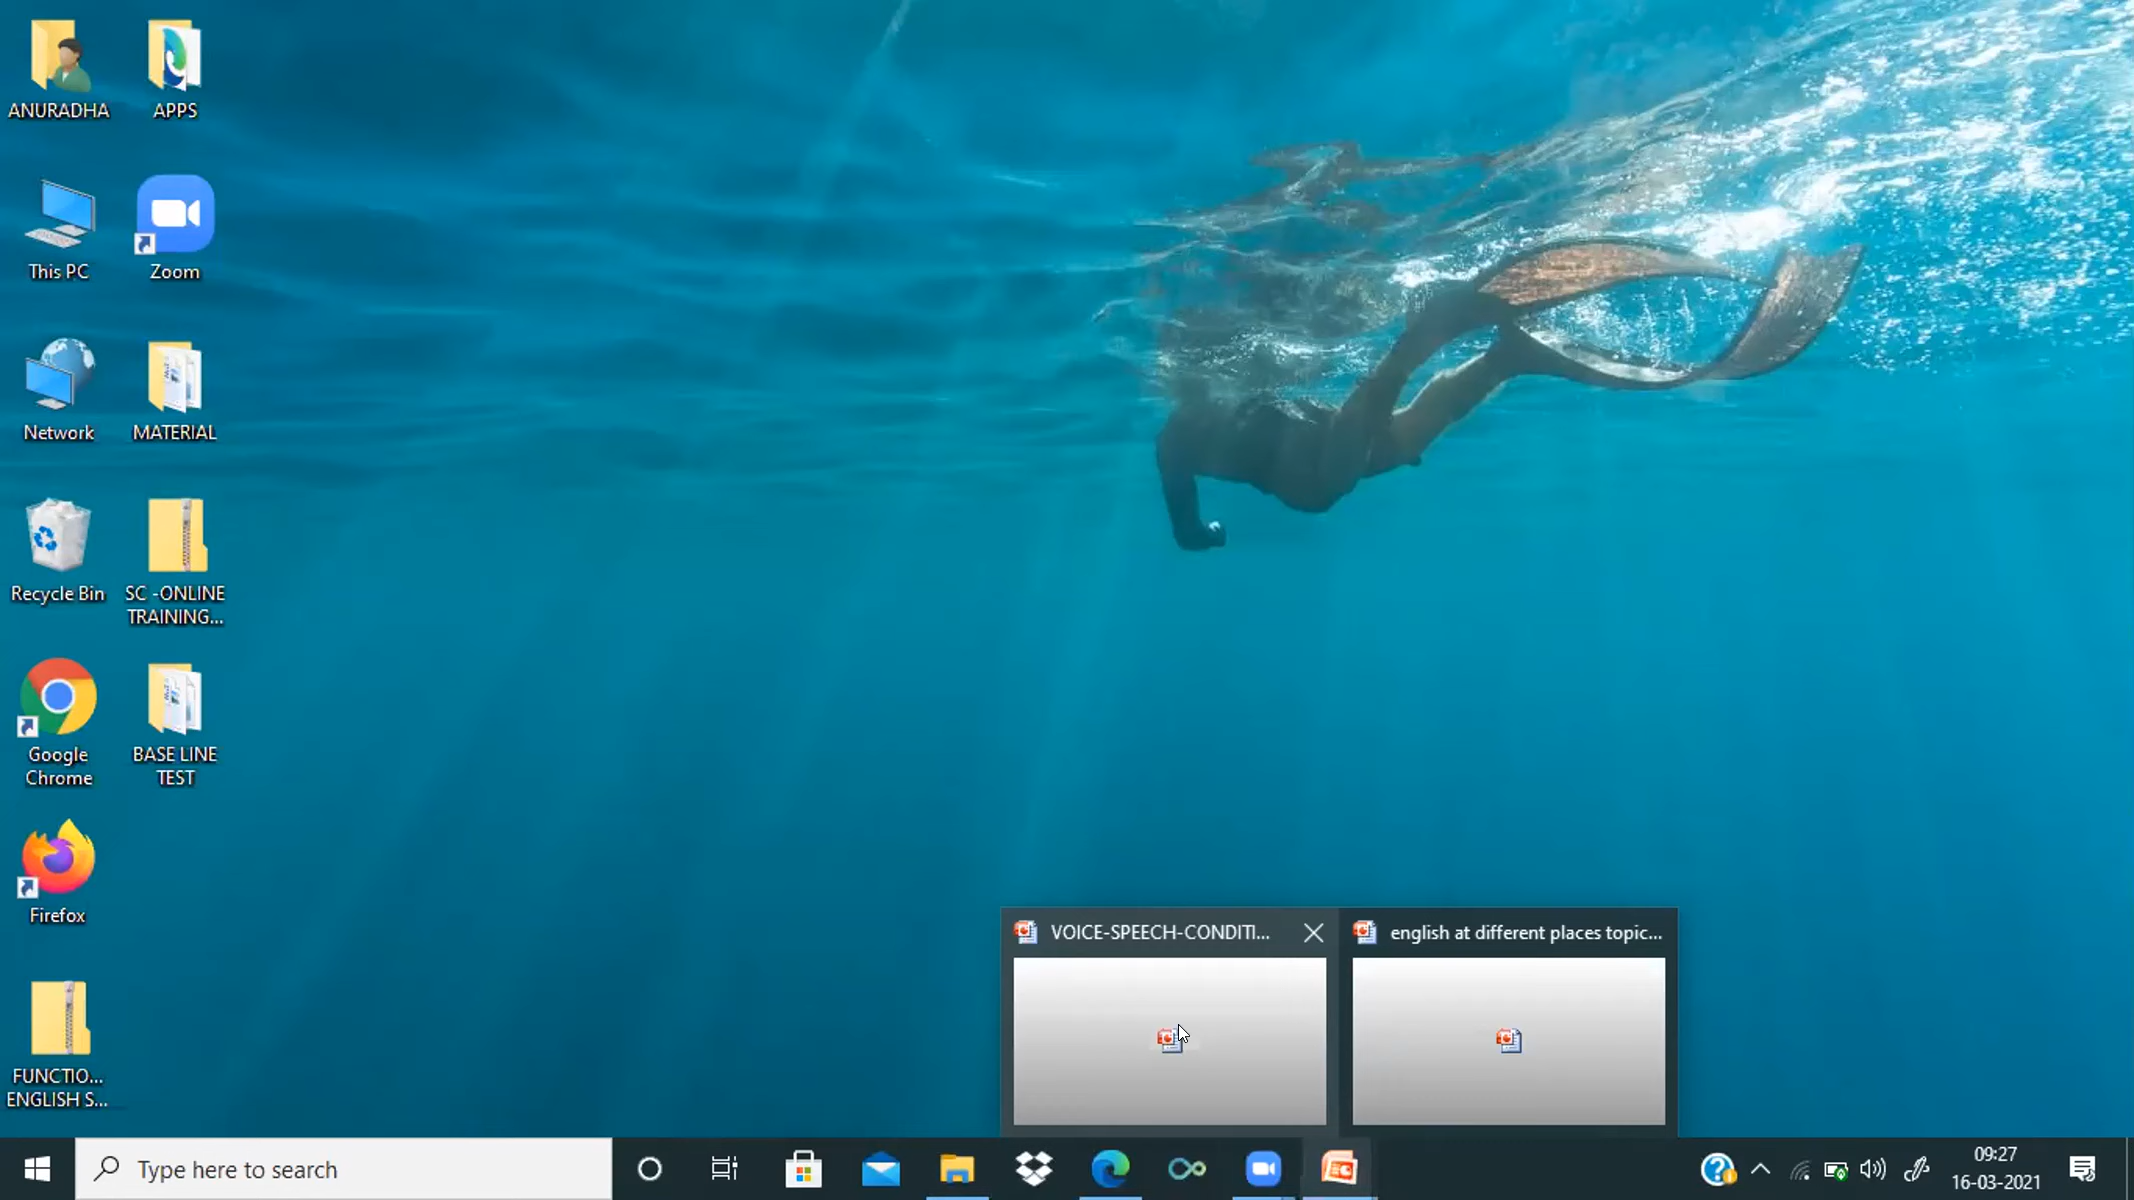 ANURADHA
APPS
This PC
Zoom
Network
MATERIAL
Recycle Bin
SC -ONLINE
TRAINING...
Google
Chrome
BASE LINE
TEST
Firefox
FUNCTIO...
ENGLISH S...
VOICE-SPEECH-CONDITI...
english at different places topic...
Type here to search
09:27
16-03-2021